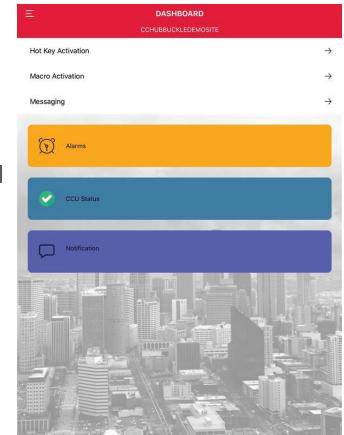 DASHBOARD
CCHUBBUCKLEDEMOSITE
Hot Key Activation
Macro Activation
Messaging
Alarms
CCU Status
Notification